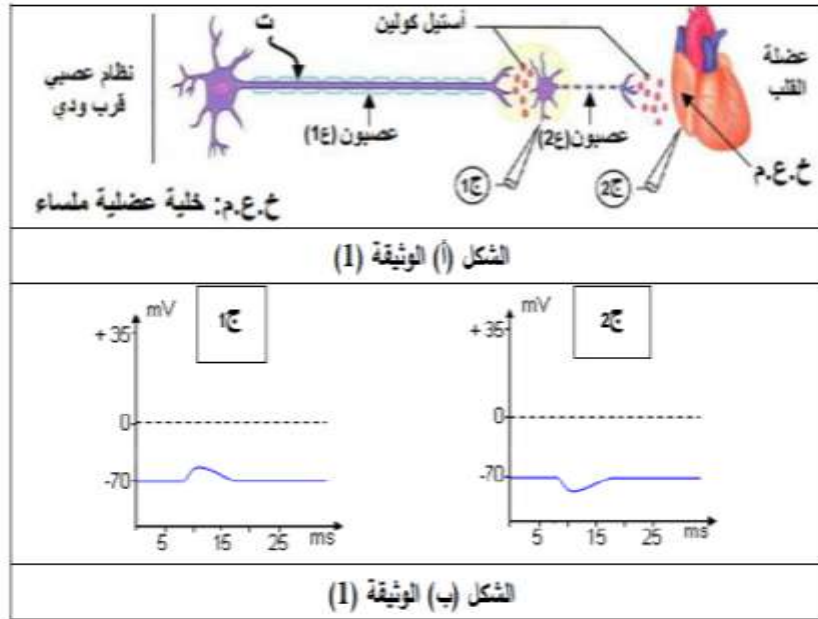 ت
أستيل كولين
عضلة
القلب
نظام عصبي
قرب ودي
عصبون (ع1)
عصبون(ع2)
ج1
ج2
خ.ع.م
خ.ع.م: خلية عضلية ملساء
الشكل (أ) الوثيقة (1)
mV
ج1
+35
0
-70
5 15 25 ms
mV
ج2
+35
0
-70
5 15 25 ms
الشكل (ب) الوثيقة (1)